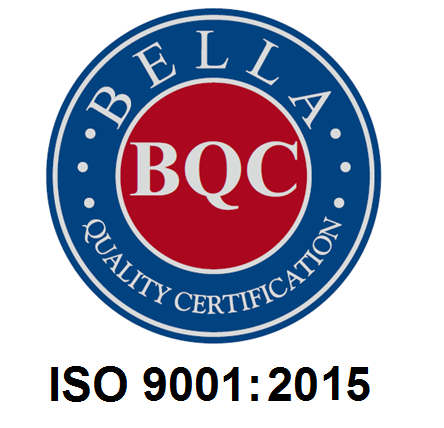 BELLA
BQC
QUALITY CERTIFICATION
ISO 9001:2015